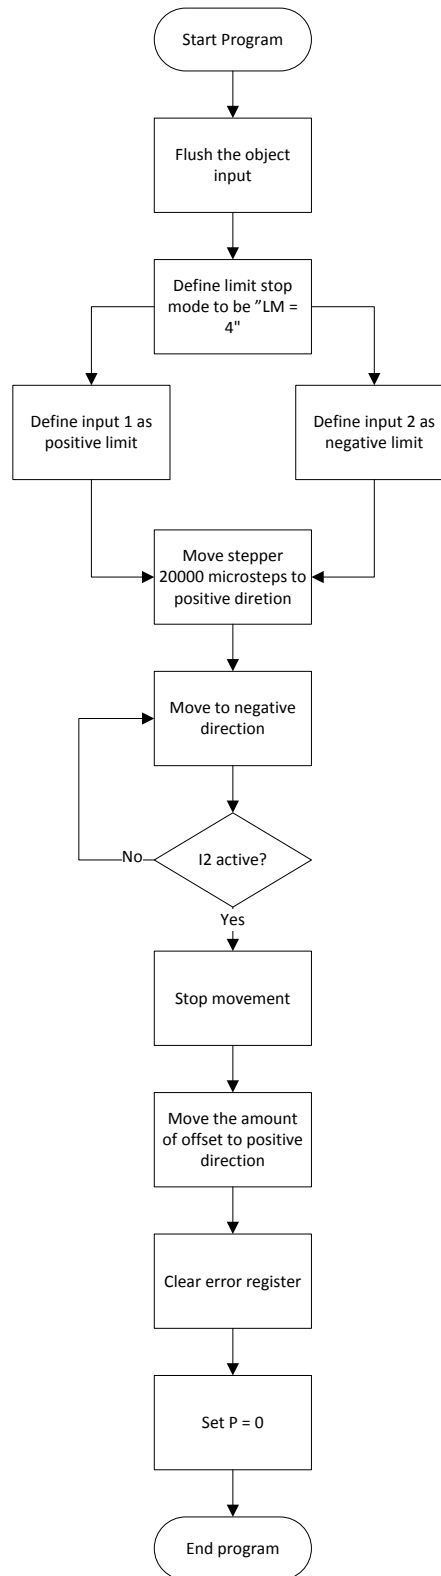 Start Program
Flush the object
input
Define limit stop
mode to be ”LM =
4"
Define input 1 as
positive limit
Define input 2 as
negative limit
Move stepper
20000 microsteps to
positive diretion
Move to negative
direction
I2 active?
No
Yes
Stop movement
Move the amount
of offset to positive
direction
Clear error register
Set P = 0
End program